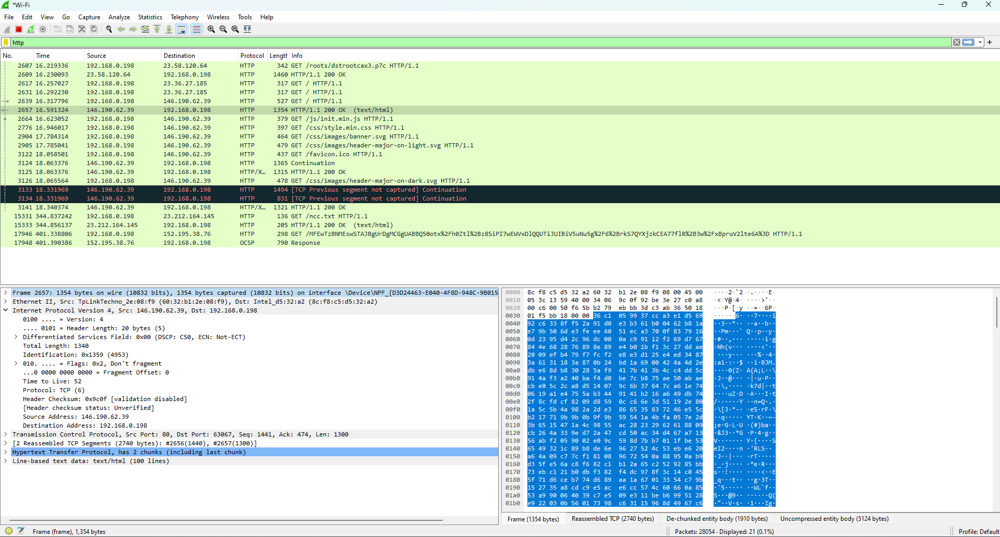 *Wi-Fi
File Edit View Go Capture Analyze Statistics Telephony Wireless Tools Help
http
No. Time Source Destination Protocol Length Info
2607 16.219336 192.168.0.198 23.58.120.64 HTTP 342 GET /roots/dstrootcax3.p7c HTTP/1.1
2609 16.230093 23.58.120.64 192.168.0.198 HTTP 1460 HTTP/1.1 200 OK
2617 16.257027 192.168.0.198 23.36.27.185 HTTP 317 GET / HTTP/1.1
2631 16.292230 192.168.0.198 23.36.27.185 HTTP 317 GET / HTTP/1.1
2639 16.317796 192.168.0.198 146.190.62.39 HTTP 527 GET / HTTP/1.1
2657 16.591324 146.190.62.39 192.168.0.198 HTTP 1354 HTTP/1.1 200 OK (text/html)
2664 16.623052 192.168.0.198 146.190.62.39 HTTP 379 GET /js/init.min.js HTTP/1.1
2776 16.946017 192.168.0.198 146.190.62.39 HTTP 397 GET /css/style.min.css HTTP/1.1
2904 17.784314 192.168.0.198 146.190.62.39 HTTP 464 GET /css/images/banner.svg HTTP/1.1
2905 17.785041 192.168.0.198 146.190.62.39 HTTP 479 GET /css/images/header-major-on-light.svg HTTP/1.1
3122 18.058501 192.168.0.198 146.190.62.39 HTTP 437 GET /favicon.ico HTTP/1.1
3124 18.063376 146.190.62.39 192.168.0.198 HTTP 1365 Continuation
3125 18.063376 146.190.62.39 192.168.0.198 HTTP/X… 1315 HTTP/1.1 200 OK
3126 18.065564 192.168.0.198 146.190.62.39 HTTP 478 GET /css/images/header-major-on-dark.svg HTTP/1.1
3133 18.331969 146.190.62.39 192.168.0.198 HTTP 1494 [TCP Previous segment not captured] Continuation
3134 18.331969 146.190.62.39 192.168.0.198 HTTP 831 [TCP Previous segment not captured] Continuation
3141 18.340374 146.190.62.39 192.168.0.198 HTTP/X… 1321 HTTP/1.1 200 OK
15331 344.837242 192.168.0.198 23.212.164.145 HTTP 136 GET /ncc.txt HTTP/1.1
15333 344.856137 23.212.164.145 192.168.0.198 HTTP 205 HTTP/1.1 200 OK (text/html)
17946 401.338806 192.168.0.198 152.195.38.76 HTTP 298 GET /MFEwTzBNMEswSTAJBgUrDgMCGgUABBQ50otx%2Fh0Ztl%2Bz8SiPI7wEWVxDlQQUTiJUIBiV5uNu5g%2F6%2BrkS7QYXjzkCEA77flR%2B3w%2FxBpruV2lte6A%3D HTTP/1.1
17948 401.390386 152.195.38.76 192.168.0.198 OCSP 790 Response
Frame 2657: 1354 bytes on wire (10832 bits), 1354 bytes captured (10832 bits) on interface \Device\NPF_{D3D24463-E040-4F8D-948C-9B015
Ethernet II, Src: TpLinkTechno_2e:08:f9 (60:32:b1:2e:08:f9), Dst: Intel_d5:32:a2 (8c:f8:c5:d5:32:a2)
Internet Protocol Version 4, Src: 146.190.62.39, Dst: 192.168.0.198
0100 .... = Version: 4
.... 0101 = Header Length: 20 bytes (5)
Differentiated Services Field: 0x00 (DSCP: CS0, ECN: Not-ECT)
Total Length: 1340
Identification: 0x1359 (4953)
010. .... = Flags: 0x2, Don't fragment
...0 0000 0000 0000 = Fragment Offset: 0
Time to Live: 52
Protocol: TCP (6)
Header Checksum: 0x9c0f [validation disabled]
[Header checksum status: Unverified]
Source Address: 146.190.62.39
Destination Address: 192.168.0.198
Transmission Control Protocol, Src Port: 80, Dst Port: 63067, Seq: 1441, Ack: 474, Len: 1300
[2 Reassembled TCP Segments (2740 bytes): #2656(1440), #2657(1300)]
Hypertext Transfer Protocol, has 2 chunks (including last chunk)
Line-based text data: text/html (100 lines)
0000 8c f8 c5 d5 32 a2 60 32 b1 2e 08 f9 08 00 45 00
0010 05 3c 13 59 40 00 34 06 9c 0f 92 be 3e 27 c0 a8
0020 00 c6 00 50 f6 5b b2 79 eb bb 3d c3 ab 36 50 18
0030 01 f5 bb 18 00 00 36 c1 05 99 37 cc a3 e1 d5 69
0040 92 c6 33 8f f5 2a 91 d0 e3 b3 61 b0 04 62 b8 1a
0050 e7 9b 50 6d e3 fe ee 60 51 ec a3 70 0f 83 79 16
0060 0d 23 95 d4 2c 96 dc 00 0a c9 91 12 f2 69 d7 67
0070 84 4e 68 28 76 89 8e 89 e4 b0 1b f1 3c 27 dd ae
0080 20 09 ef b4 79 f7 fc f2 e8 e3 d1 25 e4 ed 34 87
0090 3a 61 31 18 3a 87 0b 24 bd 1a 69 00 42 4a 4d 2e
00a0 db e6 8d b8 30 28 5a f9 41 7b 41 3b 4c c4 dd 5c
00b0 91 4a f3 a2 40 ba f4 d0 be 7c b8 75 ae 50 ab ae
00c0 cb e0 5c 2c a8 d5 14 07 9c 6b 37 64 7c a6 1e 74
00d0 06 19 a1 e4 75 5a b3 44 91 41 b2 16 a6 49 db 74
00e0 2f 8c fd cf 82 09 d8 59 0c c6 6e 3d 51 19 2e 80
00f0 1a 5c 5b 4a 98 2a 2d e3 86 65 35 83 72 46 e5 5c
0100 b2 17 71 9b 9b 0b 9f 9b 59 54 1a 4b fa 05 7e 2d
0110 3b 65 15 47 1a 4c 98 55 ac 28 23 29 62 61 88 09
0120 cb 26 4a 33 9e d7 2a 47 cd 50 ac 34 d4 67 a7 13
0130 56 ab f2 05 90 02 e0 9c 59 8d 7b b7 01 1f be 53
0140 65 49 32 1c 89 b8 de 6e 96 27 52 4c 53 eb e6 20
0150 a6 4a 09 c7 7c f1 81 08 96 72 54 0a 88 95 0a b9
0160 d3 5f e5 6a c8 f6 82 c1 b1 2a 65 c2 52 92 85 bb
0170 73 eb c1 21 b0 db f3 82 f4 dc 97 8f 3c 14 c0 45
0180 5f 71 d6 ce b7 74 d6 89 aa 1a 67 01 33 54 c7 9b
0190 15 27 35 a8 cd c9 e5 ac e6 cc 57 4c 60 66 0a 85
01a0 53 a9 90 06 40 39 c7 e5 09 e3 11 be b6 99 51 28
01b0 e9 22 03 0b 56 01 73 98 c6 31 15 96 8d 49 67 c6
Frame (1354 bytes) Reassembled TCP (2740 bytes) De-chunked entity body (1910 bytes) Uncompressed entity body (5124 bytes)
Frame (frame), 1,354 bytes Packets: 28054 · Displayed: 21 (0.1%) Profile: Default